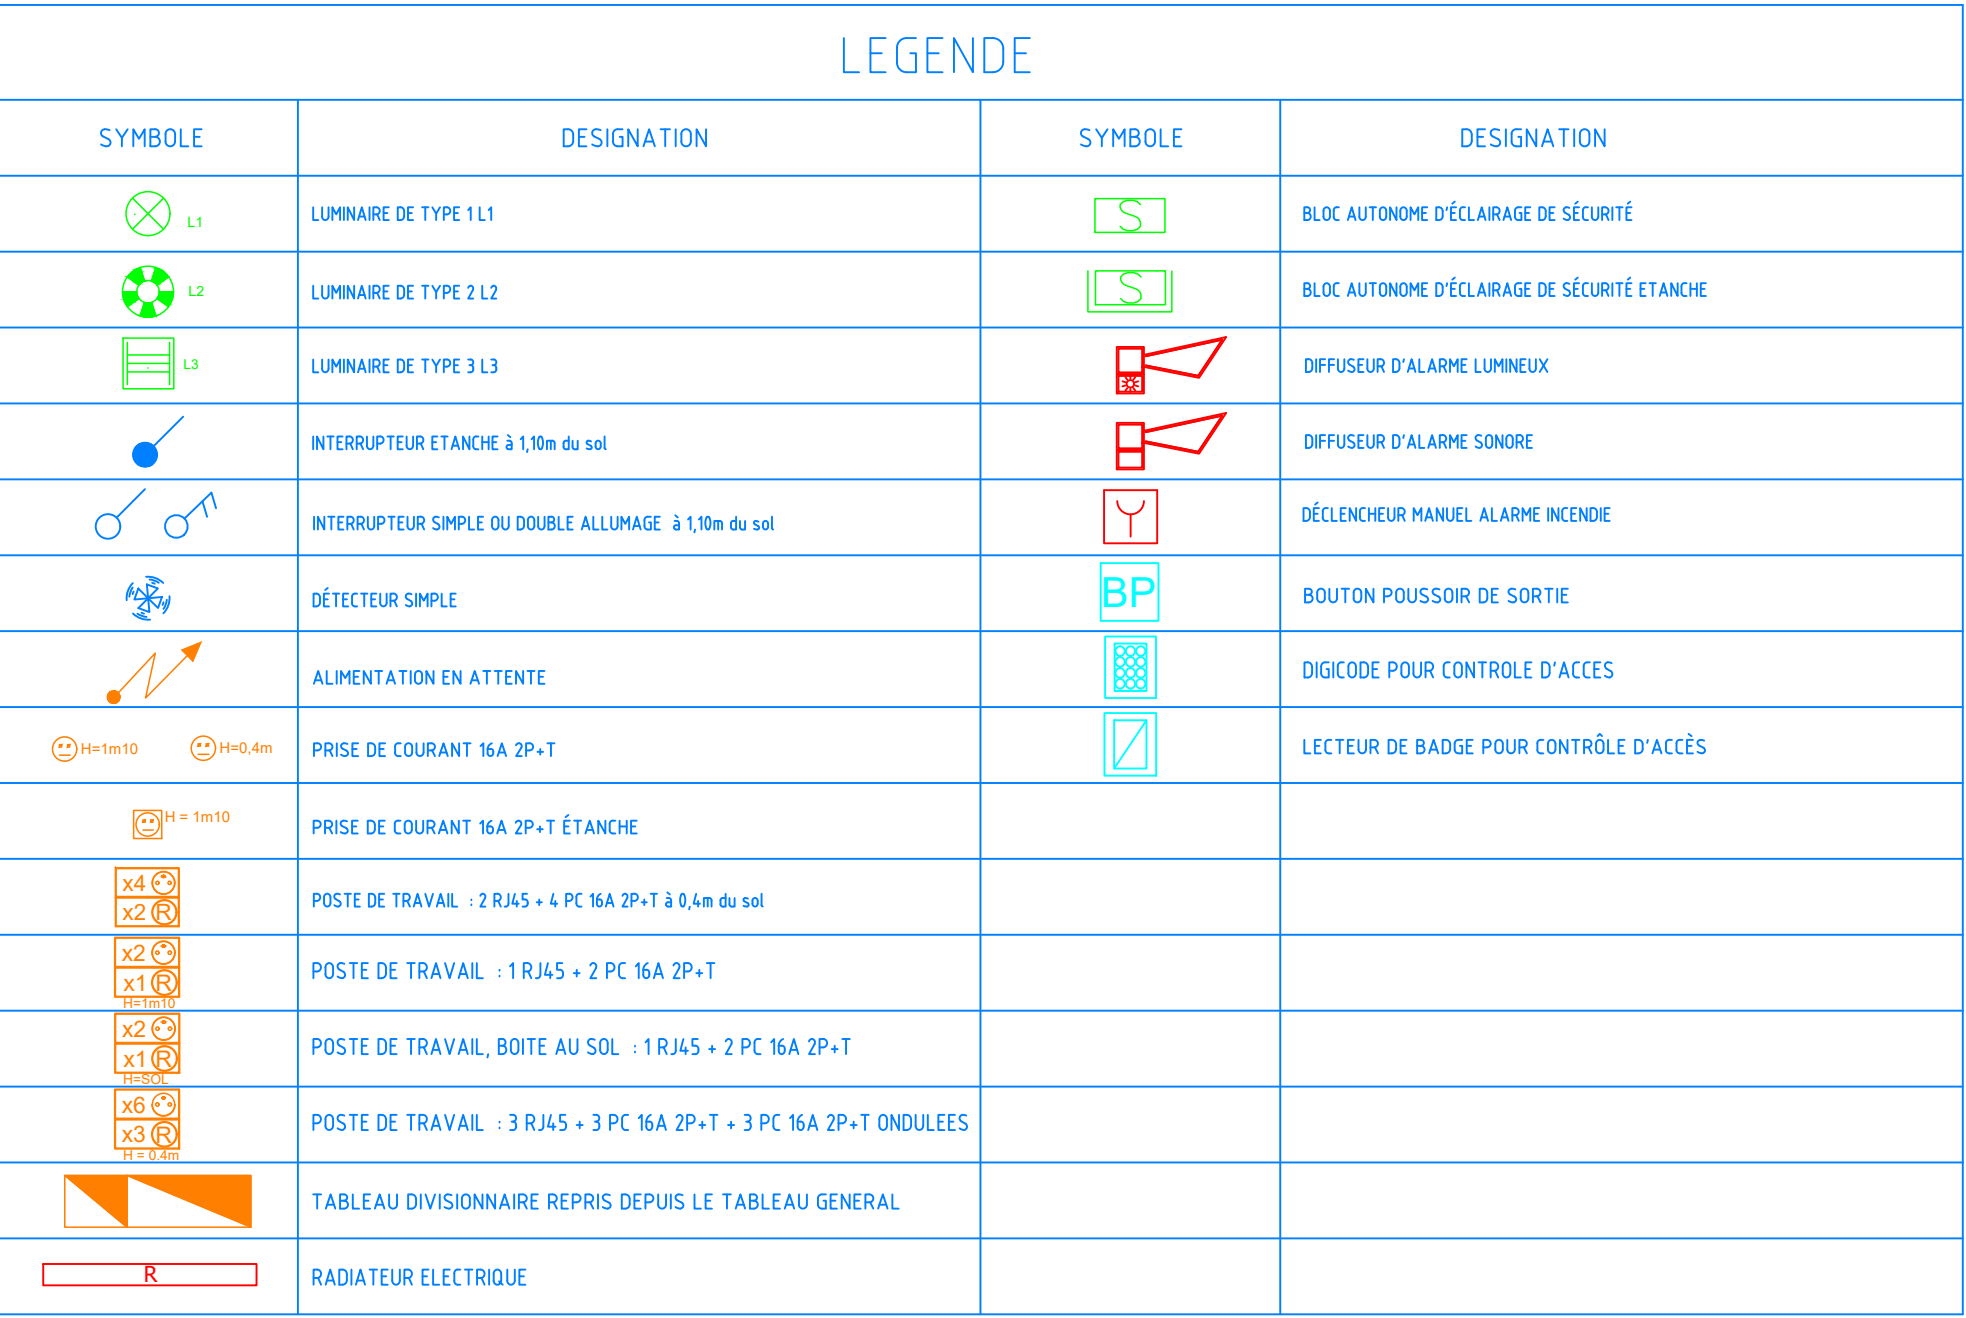 LEGENDE
SYMBOLE DESIGNATION SYMBOLE DESIGNATION
L1 LUMINAIRE DE TYPE 1 L1 S BLOC AUTONOME D'ÉCLAIRAGE DE SÉCURITÉ
L2 LUMINAIRE DE TYPE 2 L2 S BLOC AUTONOME D'ÉCLAIRAGE DE SÉCURITÉ ETANCHE
L3 LUMINAIRE DE TYPE 3 L3 DIFFUSEUR D'ALARME LUMINEUX
INTERRUPTEUR ETANCHE à 1,10m du sol DIFFUSEUR D'ALARME SONORE
INTERRUPTEUR SIMPLE OU DOUBLE ALLUMAGE à 1,10m du sol DÉCLENCHEUR MANUEL ALARME INCENDIE
DÉTECTEUR SIMPLE BP BOUTON POUSSOIR DE SORTIE
ALIMENTATION EN ATTENTE DIGICODE POUR CONTROLE D'ACCES
H=1m10 H=0,4m PRISE DE COURANT 16A 2P+T LECTEUR DE BADGE POUR CONTRÔLE D'ACCÈS
H = 1m10 PRISE DE COURANT 16A 2P+T ÉTANCHE
x4
x2 R POSTE DE TRAVAIL : 2 RJ45 + 4 PC 16A 2P+T à 0,4m du sol
x2
x1 R POSTE DE TRAVAIL : 1 RJ45 + 2 PC 16A 2P+T
H=1m10
x2
x1 R POSTE DE TRAVAIL, BOITE AU SOL : 1 RJ45 + 2 PC 16A 2P+T
H=SOL
x6
x3 R POSTE DE TRAVAIL : 3 RJ45 + 3 PC 16A 2P+T + 3 PC 16A 2P+T ONDULEES
H = 0.4m
TABLEAU DIVISIONNAIRE REPRIS DEPUIS LE TABLEAU GENERAL
R RADIATEUR ELECTRIQUE